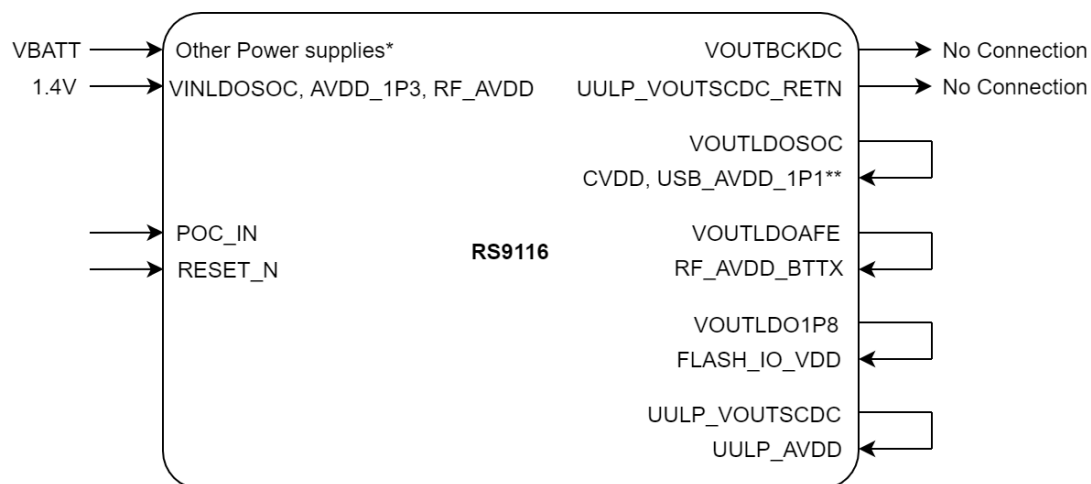 VBATT Other Power supplies* VOUTBCKDC No Connection
1.4V VINLDOSOC, AVDD_1P3, RF_AVDD UULP_VOUTSCDC_RETN No Connection
VOUTLDOSOC
CVDD, USB_AVDD_1P1**
POC_IN VOUTLDOAFE
RS9116
RESET_N RF_AVDD_BTTX
VOUTLDO1P8
FLASH_IO_VDD
UULP_VOUTSCDC
UULP_AVDD